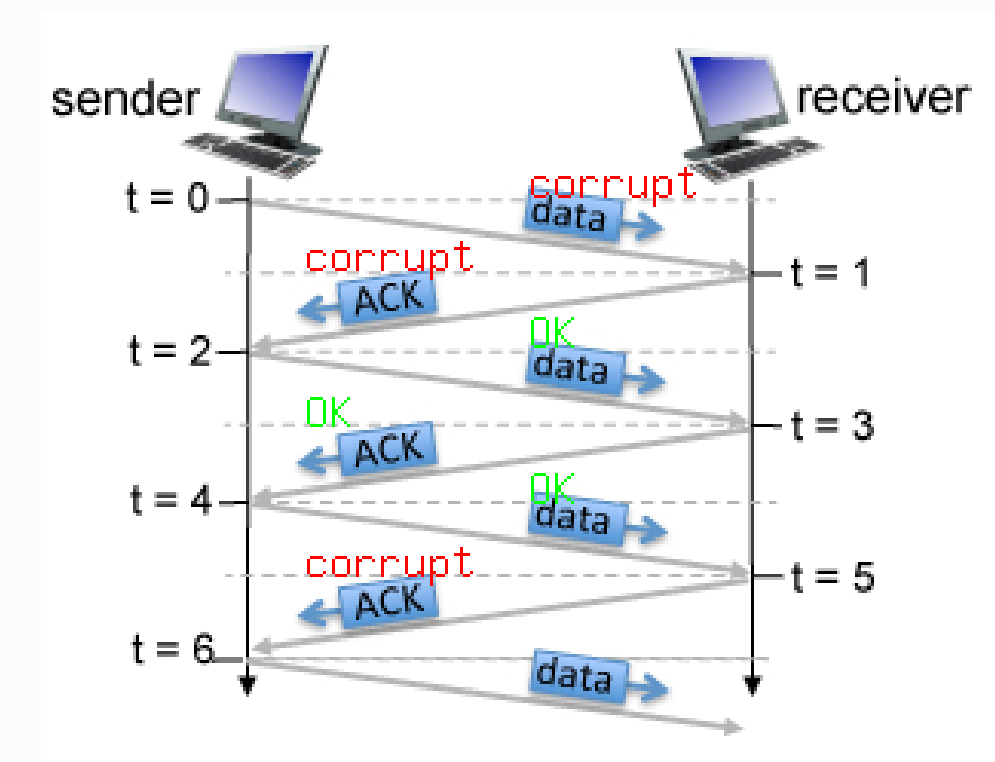 sender
receiver
t = 0
corrupt
data
corrupt
t = 1
ACK
OK
t = 2
data
OK
t = 3
ACK
OK
t = 4
data
corrupt
t = 5
ACK
t = 6
data